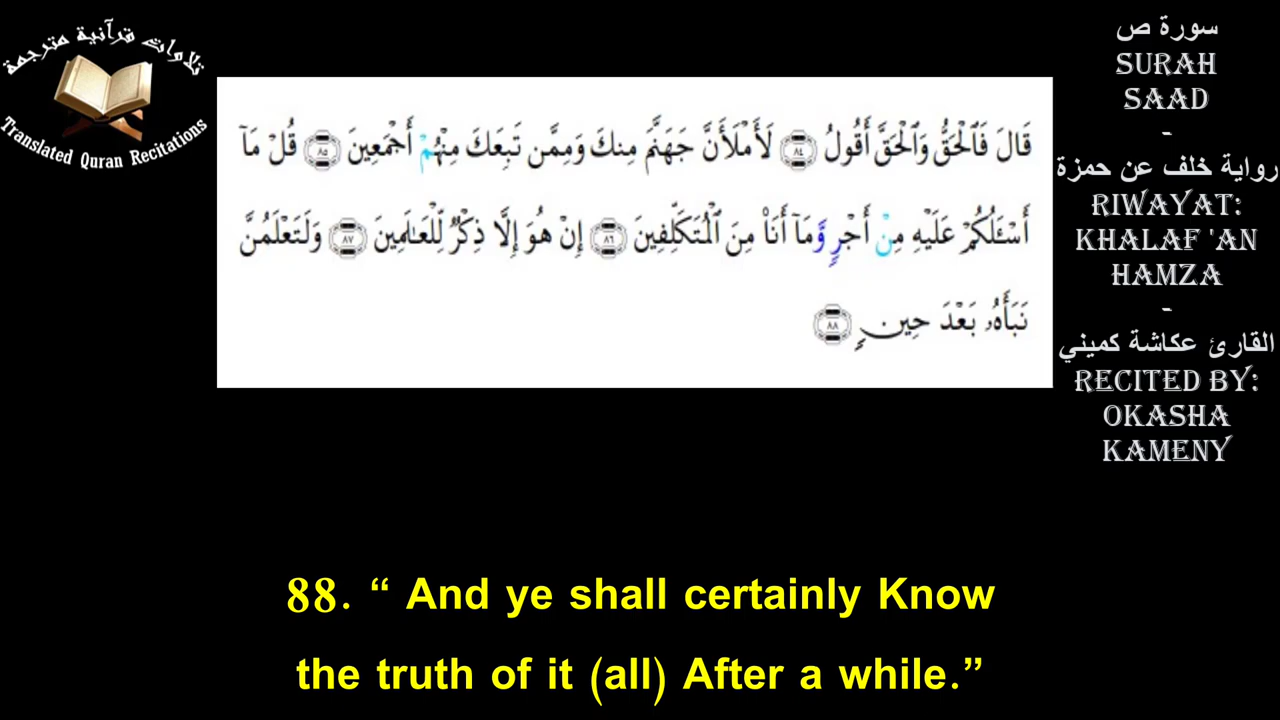 تلاوات قرآنية مترجمة
Translated Quran Recitations
سورة ص
SURAH
SAAD
-
رواية خلف عن حمزة
RIWAYAT:
KHALAF 'AN
HAMZA
-
القارئ عكاشة كميني
RECITED BY:
OKASHA
KAMENY
قَالَ فَٱلْحَقُّ وَٱلْحَقَّ أَقُولُ ٨٤ لَأَمْلَأَنَّ جَهَنَّمَ مِنكَ وَمِمَّن تَبِعَكَ مِنْهُمْ أَجْمَعِينَ ٨٥ قُلْ مَآ
أَسْـَٔلُكُمْ عَلَيْهِ مِنْ أَجْرٍ وَّمَآ أَنَا۠ مِنَ ٱلْمُتَكَلِّفِينَ ٨٦ إِنْ هُوَ إِلَّا ذِكْرٌ لِّلْعَـٰلَمِينَ ٨٧ وَلَتَعْلَمُنَّ
نَبَأَهُۥ بَعْدَ حِينٍۭ ٨٨
88. “ And ye shall certainly Know
the truth of it (all) After a while.”